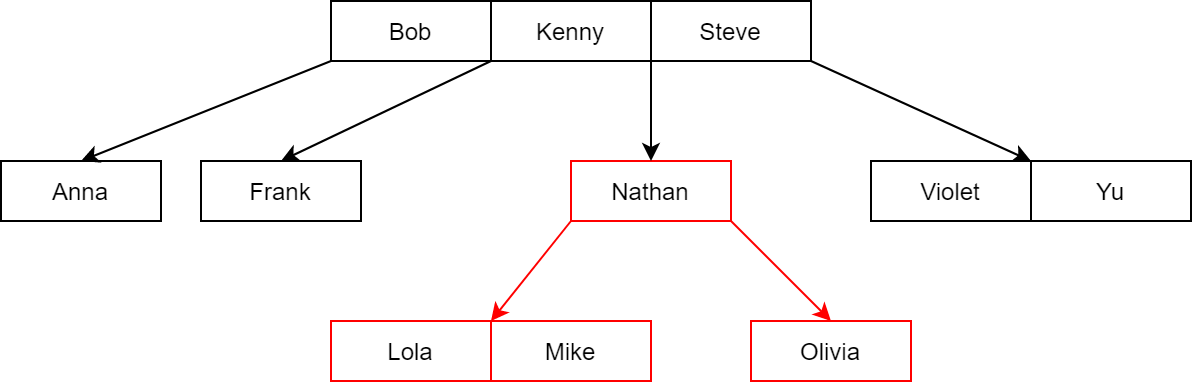 Bob Kenny Steve
Anna Frank Nathan Violet Yu
Lola Mike Olivia